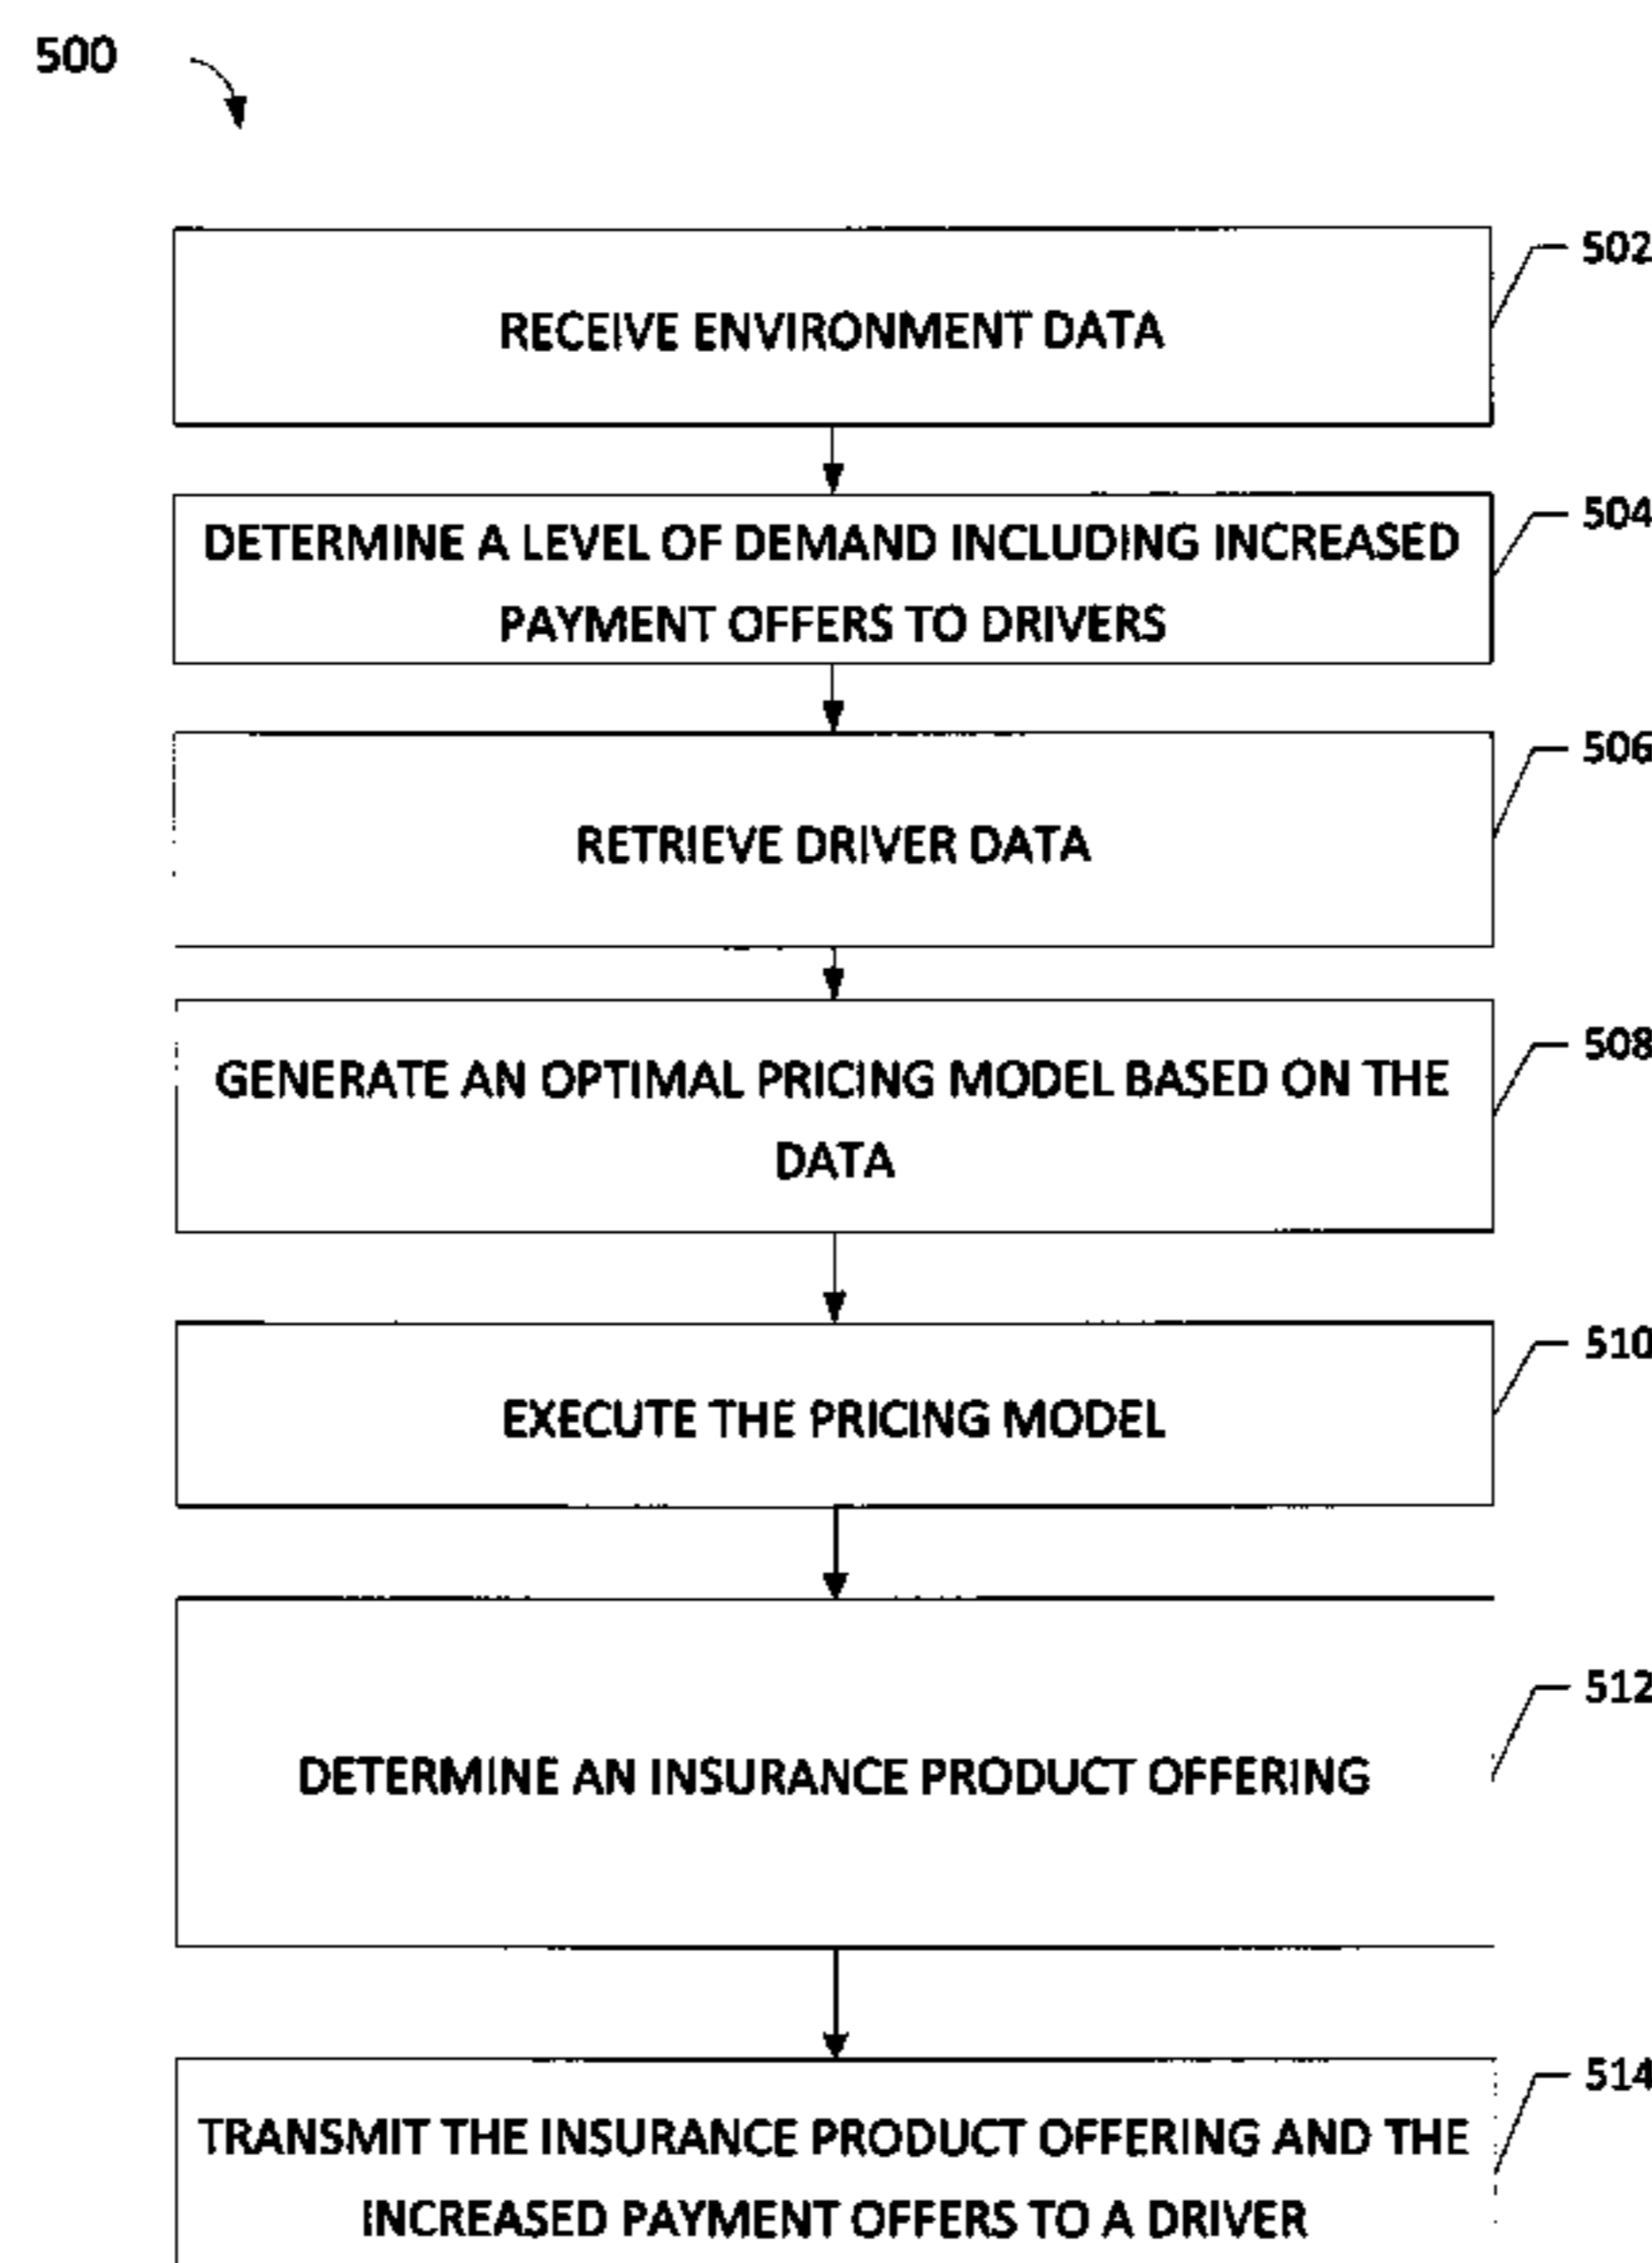 500
502
RECEIVE ENVIRONMENT DATA
504
DETERMINE A LEVEL OF DEMAND INCLUDING INCREASED
PAYMENT OFFERS TO DRIVERS
506
RETRIEVE DRIVER DATA
508
GENERATE AN OPTIMAL PRICING MODEL BASED ON THE
DATA
510
EXECUTE THE PRICING MODEL
512
DETERMINE AN INSURANCE PRODUCT OFFERING
514
TRANSMIT THE INSURANCE PRODUCT OFFERING AND THE
INCREASED PAYMENT OFFERS TO A DRIVER